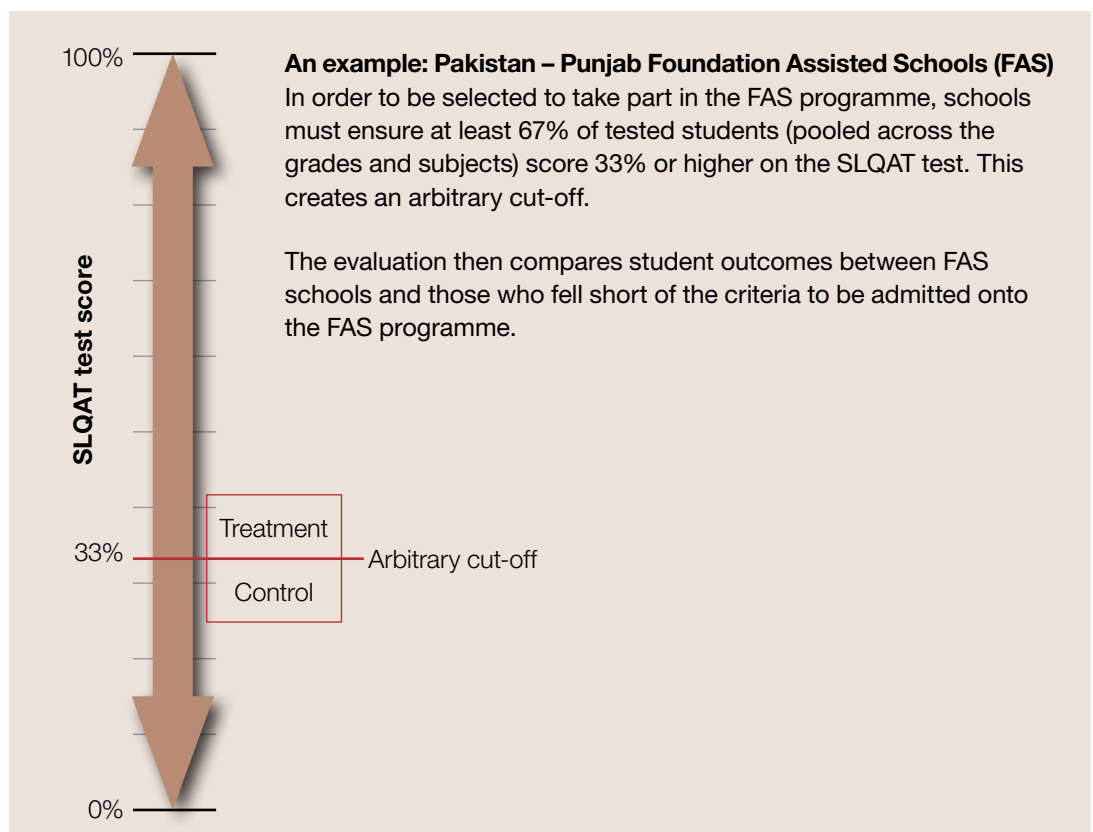 100%
An example: Pakistan – Punjab Foundation Assisted Schools (FAS)
In order to be selected to take part in the FAS programme, schools
must ensure at least 67% of tested students (pooled across the
grades and subjects) score 33% or higher on the SLQAT test. This
creates an arbitrary cut-off.
The evaluation then compares student outcomes between FAS
schools and those who fell short of the criteria to be admitted onto
the FAS programme.
SLQAT test score
Treatment
33%
Arbitrary cut-off
Control
0%